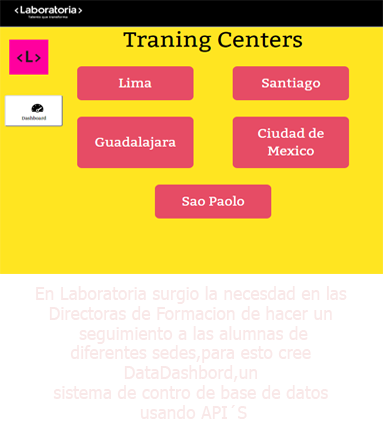 <Laboratoria>
Talento que transforma
Traning Centers
<L>
Lima
Santiago
Dashboard
Guadalajara
Ciudad de
Mexico
Sao Paolo
En Laboratoria surgio la necesdad en las
Directoras de Formacion de hacer un
seguimiento a las alumnas de
diferentes sedes,para esto cree
DataDashbord,un
sistema de contro de base de datos
usando API´S